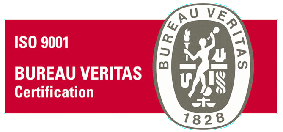 ISO 9001
BUREAU VERITAS
Certification
BUREAU VERITAS
1828